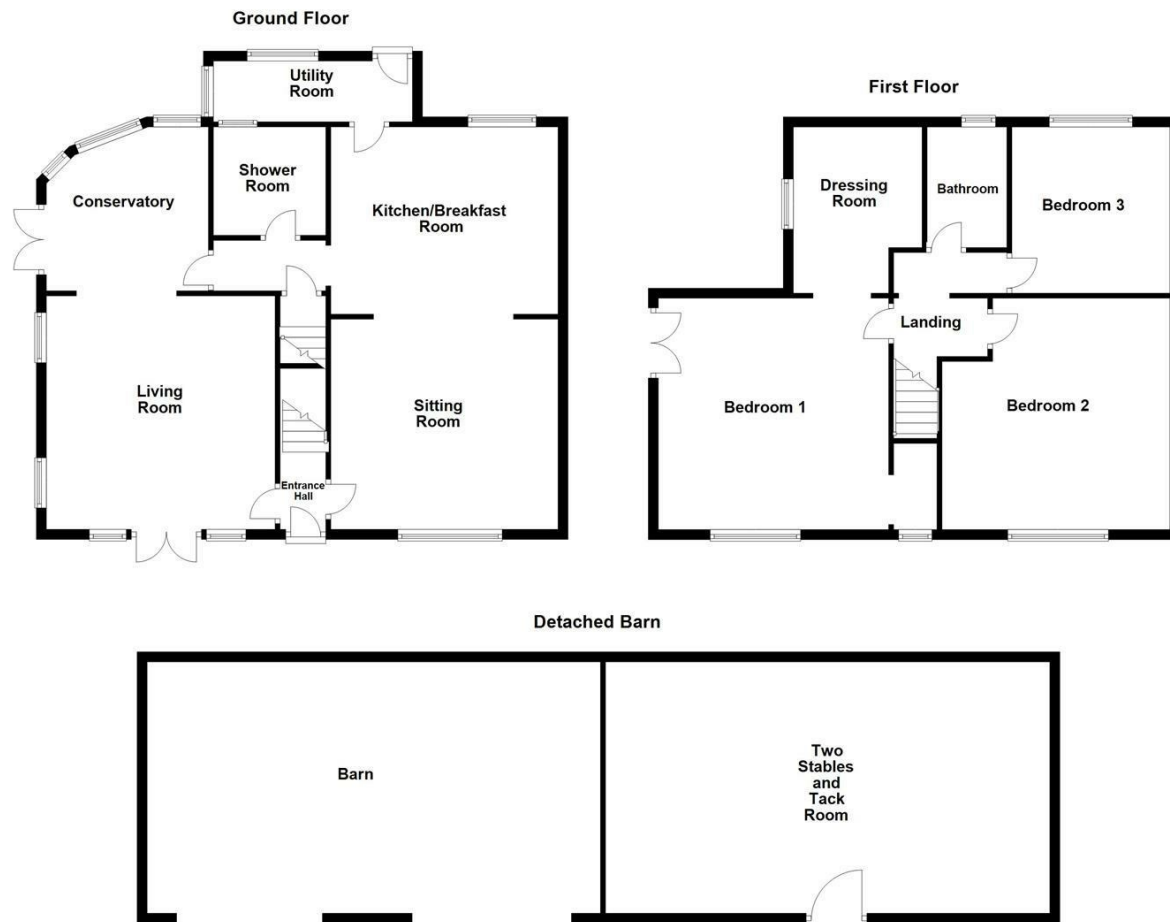 Ground Floor
Utility
Room
Shower
Room
Conservatory
Kitchen/Breakfast
Room
Living
Room
Sitting
Room
Entrance
Hall
First Floor
Dressing
Room
Bathroom
Bedroom 3
Landing
Bedroom 1
Bedroom 2
Detached Barn
Barn
Two
Stables
and
Tack
Room